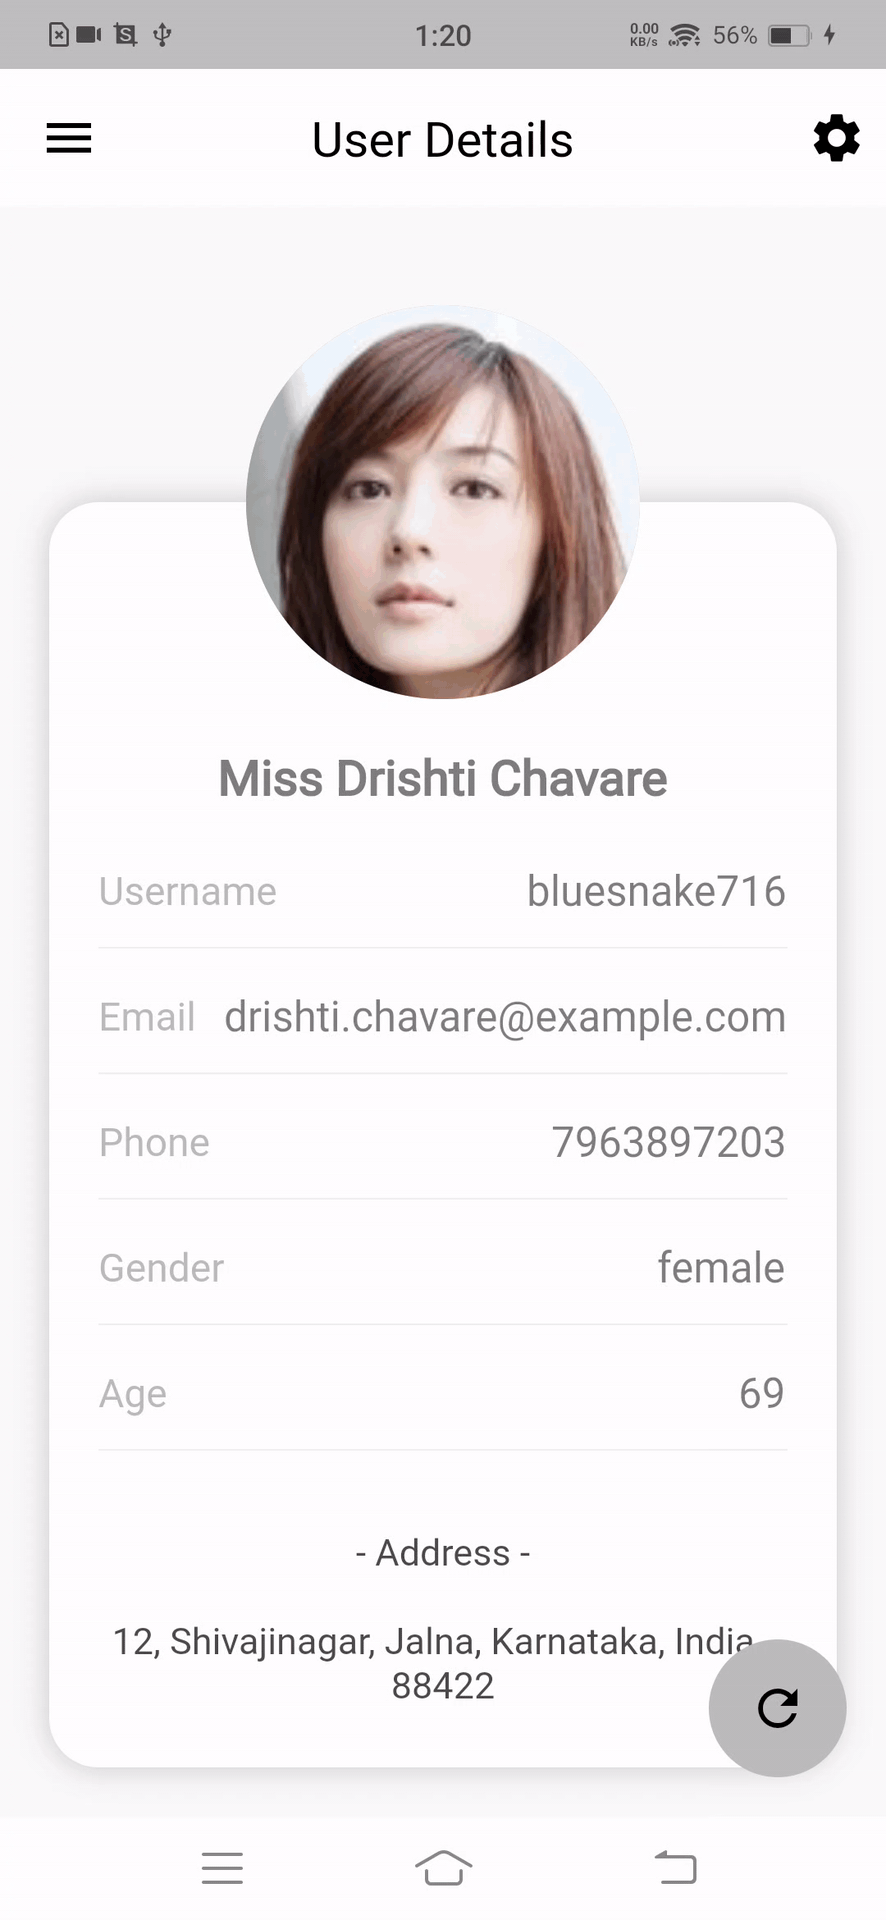 1:20
0.00
KB/s
56%
User Details
Miss Drishti Chavare
Username bluesnake716
Email drishti.chavare@example.com
Phone 7963897203
Gender female
Age 69
- Address -
12, Shivajinagar, Jalna, Karnataka, India
88422